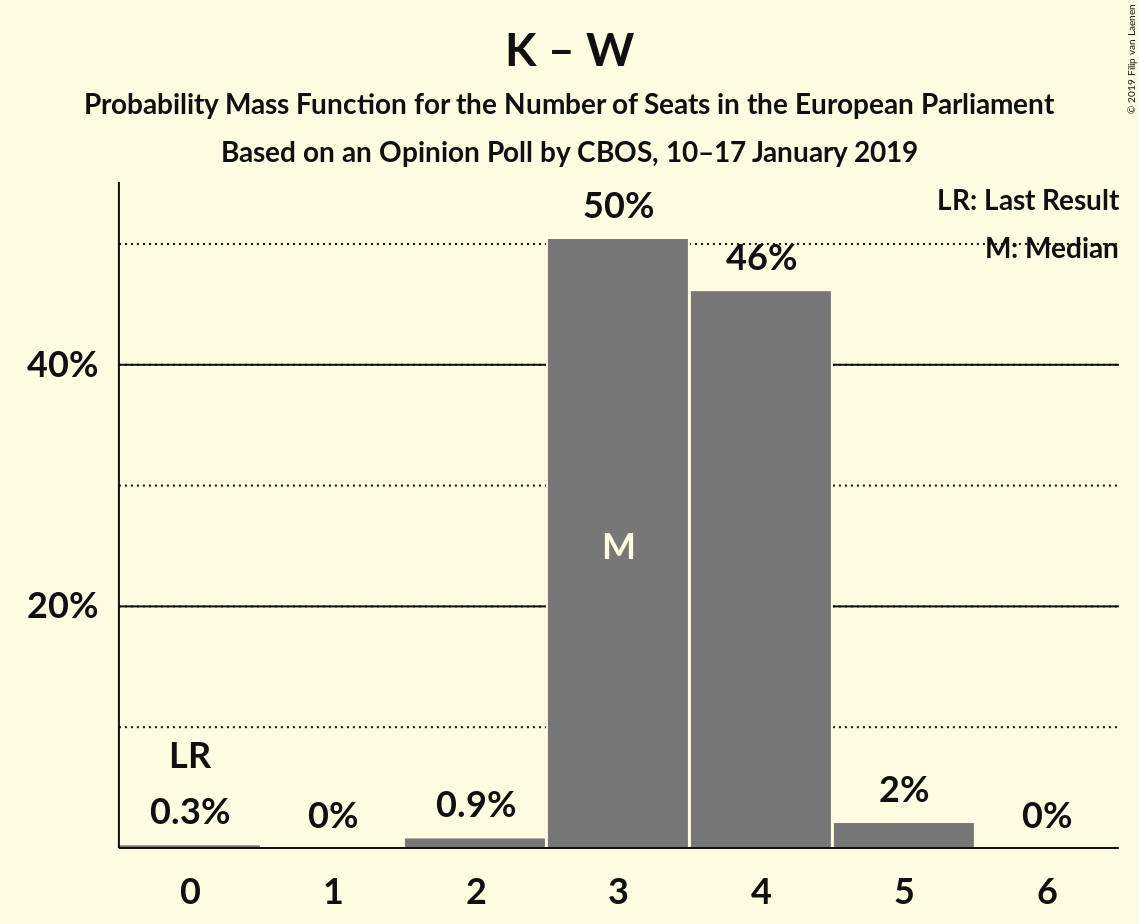 K – W
Probability Mass Function for the Number of Seats in the European Parliament
Based on an Opinion Poll by CBOS, 10–17 January 2019
© 2019 Filip van Laenen
LR: Last Result
M: Median
50%
46%
40%
M
20%
LR
0.3%
0%
0.9%
2%
0%
0 1 2 3 4 5 6